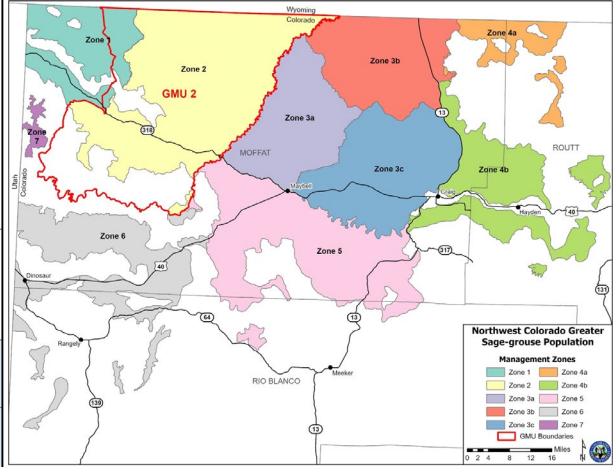 Wyoming
Colorado
Zone 4a
Zone
Zone 2
Zone 3b
GMU 2
13
Zone 3a
Zone
7
318
MOFFAT
ROUTT
Zone 3c
Zone 4b
Utah
Colorado
Maybell
Craig
Hayden
40
Zone 6
Zone 5
317
40
Dinosaur
131
64
13
Rangely
Meeker
RIO BLANCO
139
13
Northwest Colorado Greater
Sage-grouse Population
Management Zones
Zone 1
Zone 4a
Zone 2
Zone 4b
Zone 3a
Zone 5
Zone 3b
Zone 6
Zone 3c
Zone 7
GMU Boundaries
Miles
0 2 4 8 12 16
N